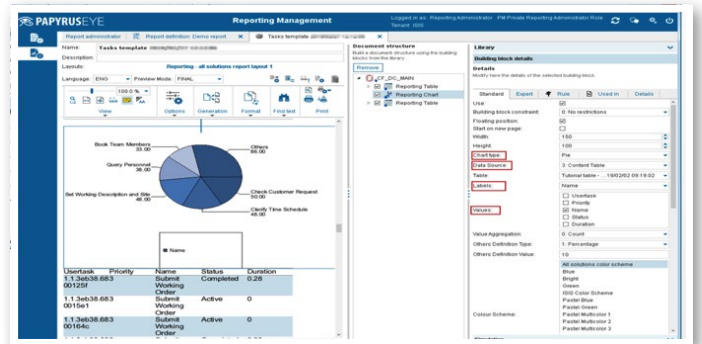 PAPYRUSEYE
Reporting Management
Logged in as: Reporting Administrator PM Private Reporting Administrator Role
Tenant: ISIS
Report administrator
Report definition: Demo report
Tasks template
Name: Tasks template
Description:
Layouts: Reporting - all solutions report layout 1
Language: ENG Preview Mode: FINAL
100.0 %
View
Options
Generation
Format
Find text
Print
Book Team Members
33.00
Query Personnel
36.00
Set Working Description and Site
48.00
Others
86.00
Check Customer Request
50.00
Clarify Time Schedule
48.00
Name
Usertask Priority Name Status Duration
1.1.3eb38.683 Submit Completed 0.28
00125f Working
Order
1.1.3eb38.683 Submit Active 0
0015e1 Working
Order
1.1.3eb38.683 Submit Active 0
00164c Working
Order
Document structure
Build a document structure using the building
blocks from the library
Remove
CF_DC_MAIN
Reporting Table
Reporting Chart
Reporting Table
Library
Building block details
Details
Modify here the details of the selected building block.
Standard Expert Rule Used in Details
Use
Building block constraint: 0: No restrictions
Floating position:
Start on new page:
Width: 150
Height: 100
Chart type: Pie
Data Source: 3: Content Table
Table Tutorial table - ...19/02/02 09:19:02
Labels: Name
Values:
Usertask
Priority
Name
Status
Duration
Value Aggregation: 0: Count
Others Definition Type: 1: Percentage
Others Definition Value: 10
All solutions color scheme
Blue
Bright
Green
ISIS Color Scheme
Pastel Blue
Pastel Green
Colour Scheme: Pastel Multicolor 1
Pastel Multicolor 2
Pastel Multicolor 3